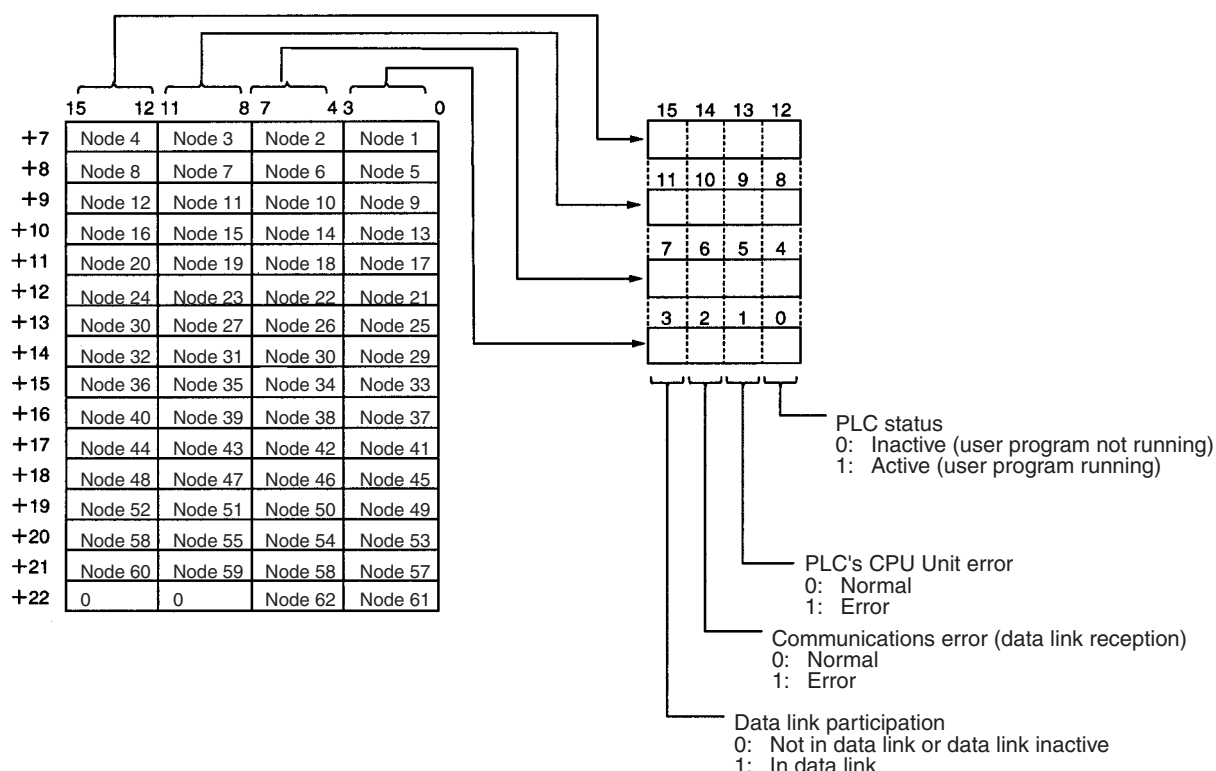 15 12 11 8 7 4 3 0
+7 Node 4 Node 3 Node 2 Node 1
+8 Node 8 Node 7 Node 6 Node 5
+9 Node 12 Node 11 Node 10 Node 9
+10 Node 16 Node 15 Node 14 Node 13
+11 Node 20 Node 19 Node 18 Node 17
+12 Node 24 Node 23 Node 22 Node 21
+13 Node 30 Node 27 Node 26 Node 25
+14 Node 32 Node 31 Node 30 Node 29
+15 Node 36 Node 35 Node 34 Node 33
+16 Node 40 Node 39 Node 38 Node 37
+17 Node 44 Node 43 Node 42 Node 41
+18 Node 48 Node 47 Node 46 Node 45
+19 Node 52 Node 51 Node 50 Node 49
+20 Node 58 Node 55 Node 54 Node 53
+21 Node 60 Node 59 Node 58 Node 57
+22 0 0 Node 62 Node 61
15 14 13 12
11 10 9 8
7 6 5 4
3 2 1 0
PLC status
0: Inactive (user program not running)
1: Active (user program running)
PLC's CPU Unit error
0: Normal
1: Error
Communications error (data link reception)
0: Normal
1: Error
Data link participation
0: Not in data link or data link inactive
1: In data link